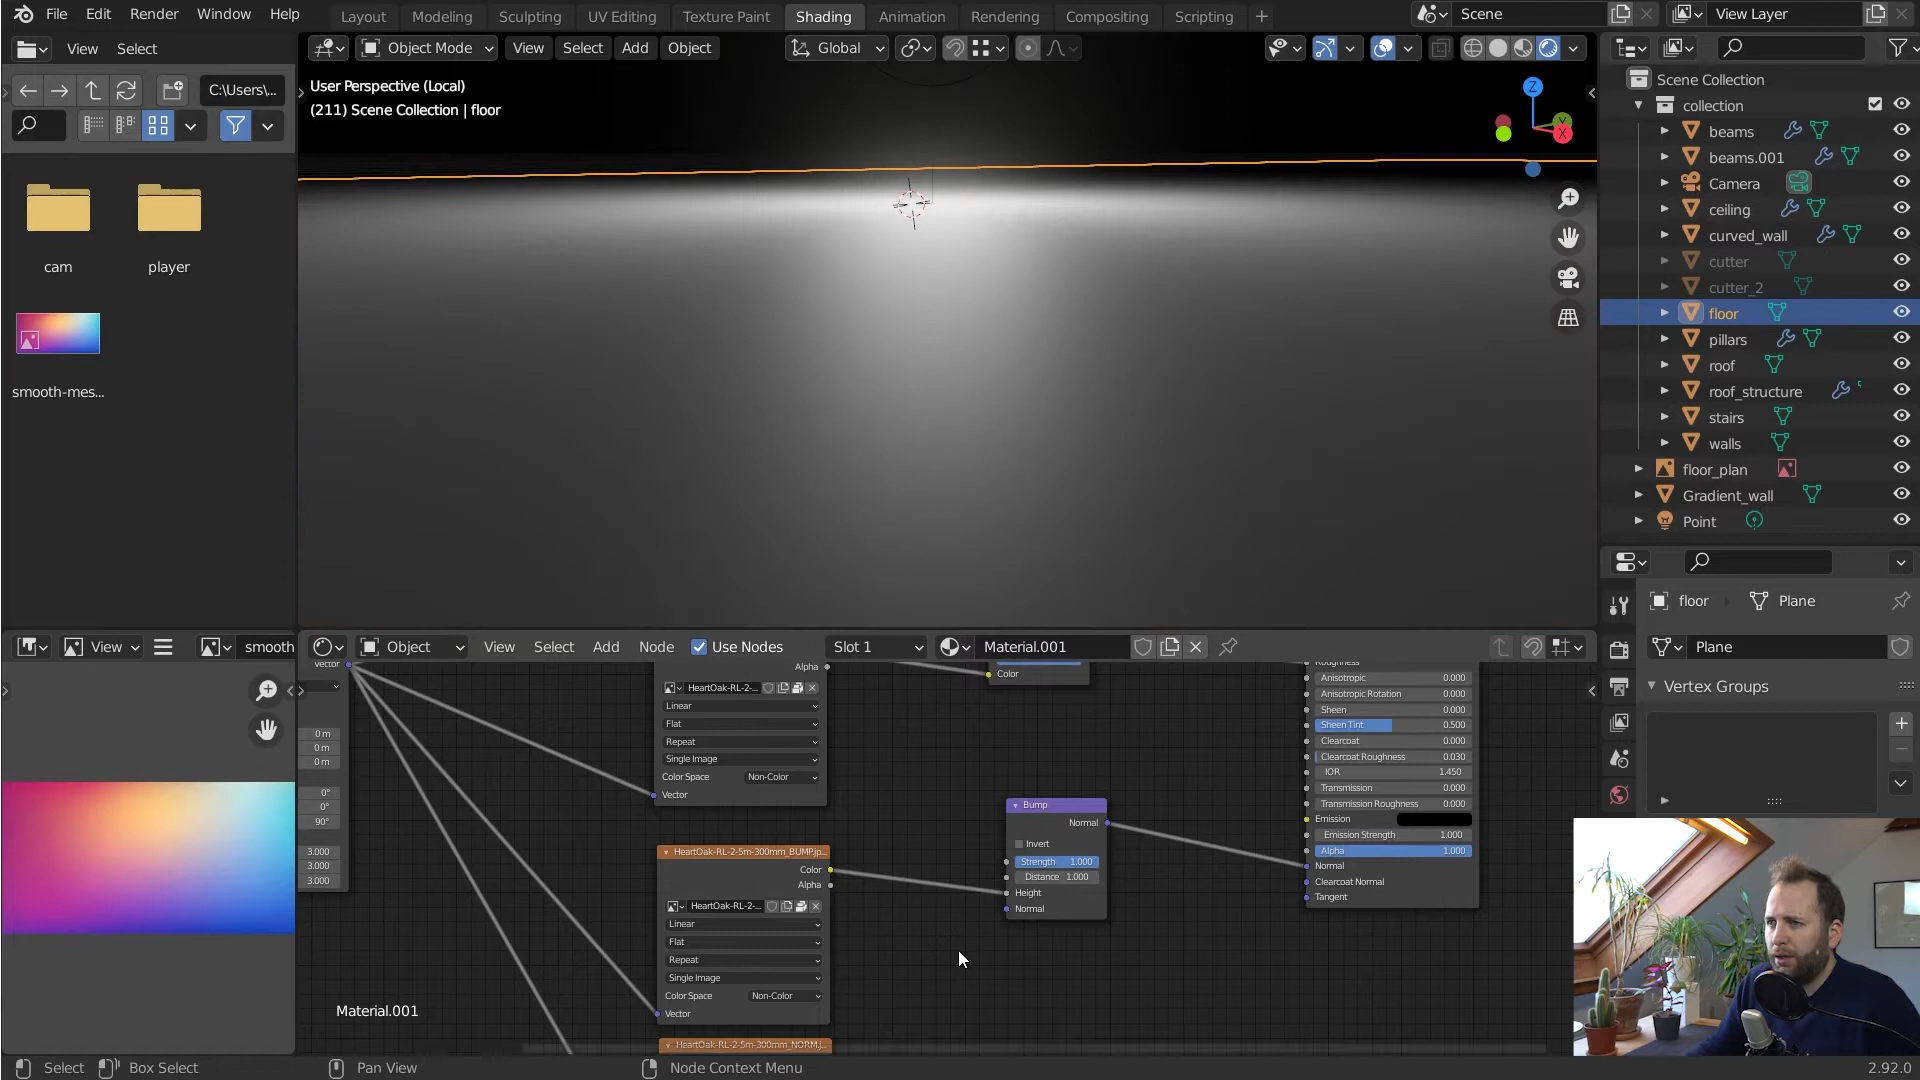 File Edit Render Window Help
Layout Modeling Sculpting UV Editing Texture Paint Shading Animation Rendering Compositing Scripting
Scene
View Layer
View Select
Object Mode View Select Add Object
Global
C:\Users\...
User Perspective (Local)
(211) Scene Collection | floor
Z
Y
X
cam
player
smooth-mes...
Scene Collection
collection
beams
beams.001
Camera
ceiling
curved_wall
cutter
cutter_2
floor
pillars
roof
roof_structure
stairs
walls
floor_plan
Gradient_wall
Point
floor
Plane
Plane
Vertex Groups
View
smooth
Object View Select Add Node Use Nodes Slot 1 Material.001
Vector
0 m
0 m
0 m
0°
0°
90°
3.000
3.000
3.000
Alpha
HeartOak-RL-2-...
Linear
Flat
Repeat
Single Image
Color Space Non-Color
Vector
HeartOak-RL-2-5m-300mm_BUMP.jp...
Color
Alpha
HeartOak-RL-2-...
Linear
Flat
Repeat
Single Image
Color Space Non-Color
Vector
HeartOak-RL-2-5m-300mm_NORM.j...
Color
Bump
Normal
Invert
Strength 1.000
Distance 1.000
Height
Normal
Roughness
Anisotropic 0.000
Anisotropic Rotation 0.000
Sheen 0.000
Sheen Tint 0.500
Clearcoat 0.000
Clearcoat Roughness 0.030
IOR 1.450
Transmission 0.000
Transmission Roughness 0.000
Emission
Emission Strength 1.000
Alpha 1.000
Normal
Clearcoat Normal
Tangent
Material.001
Select Box Select Pan View Node Context Menu 2.92.0